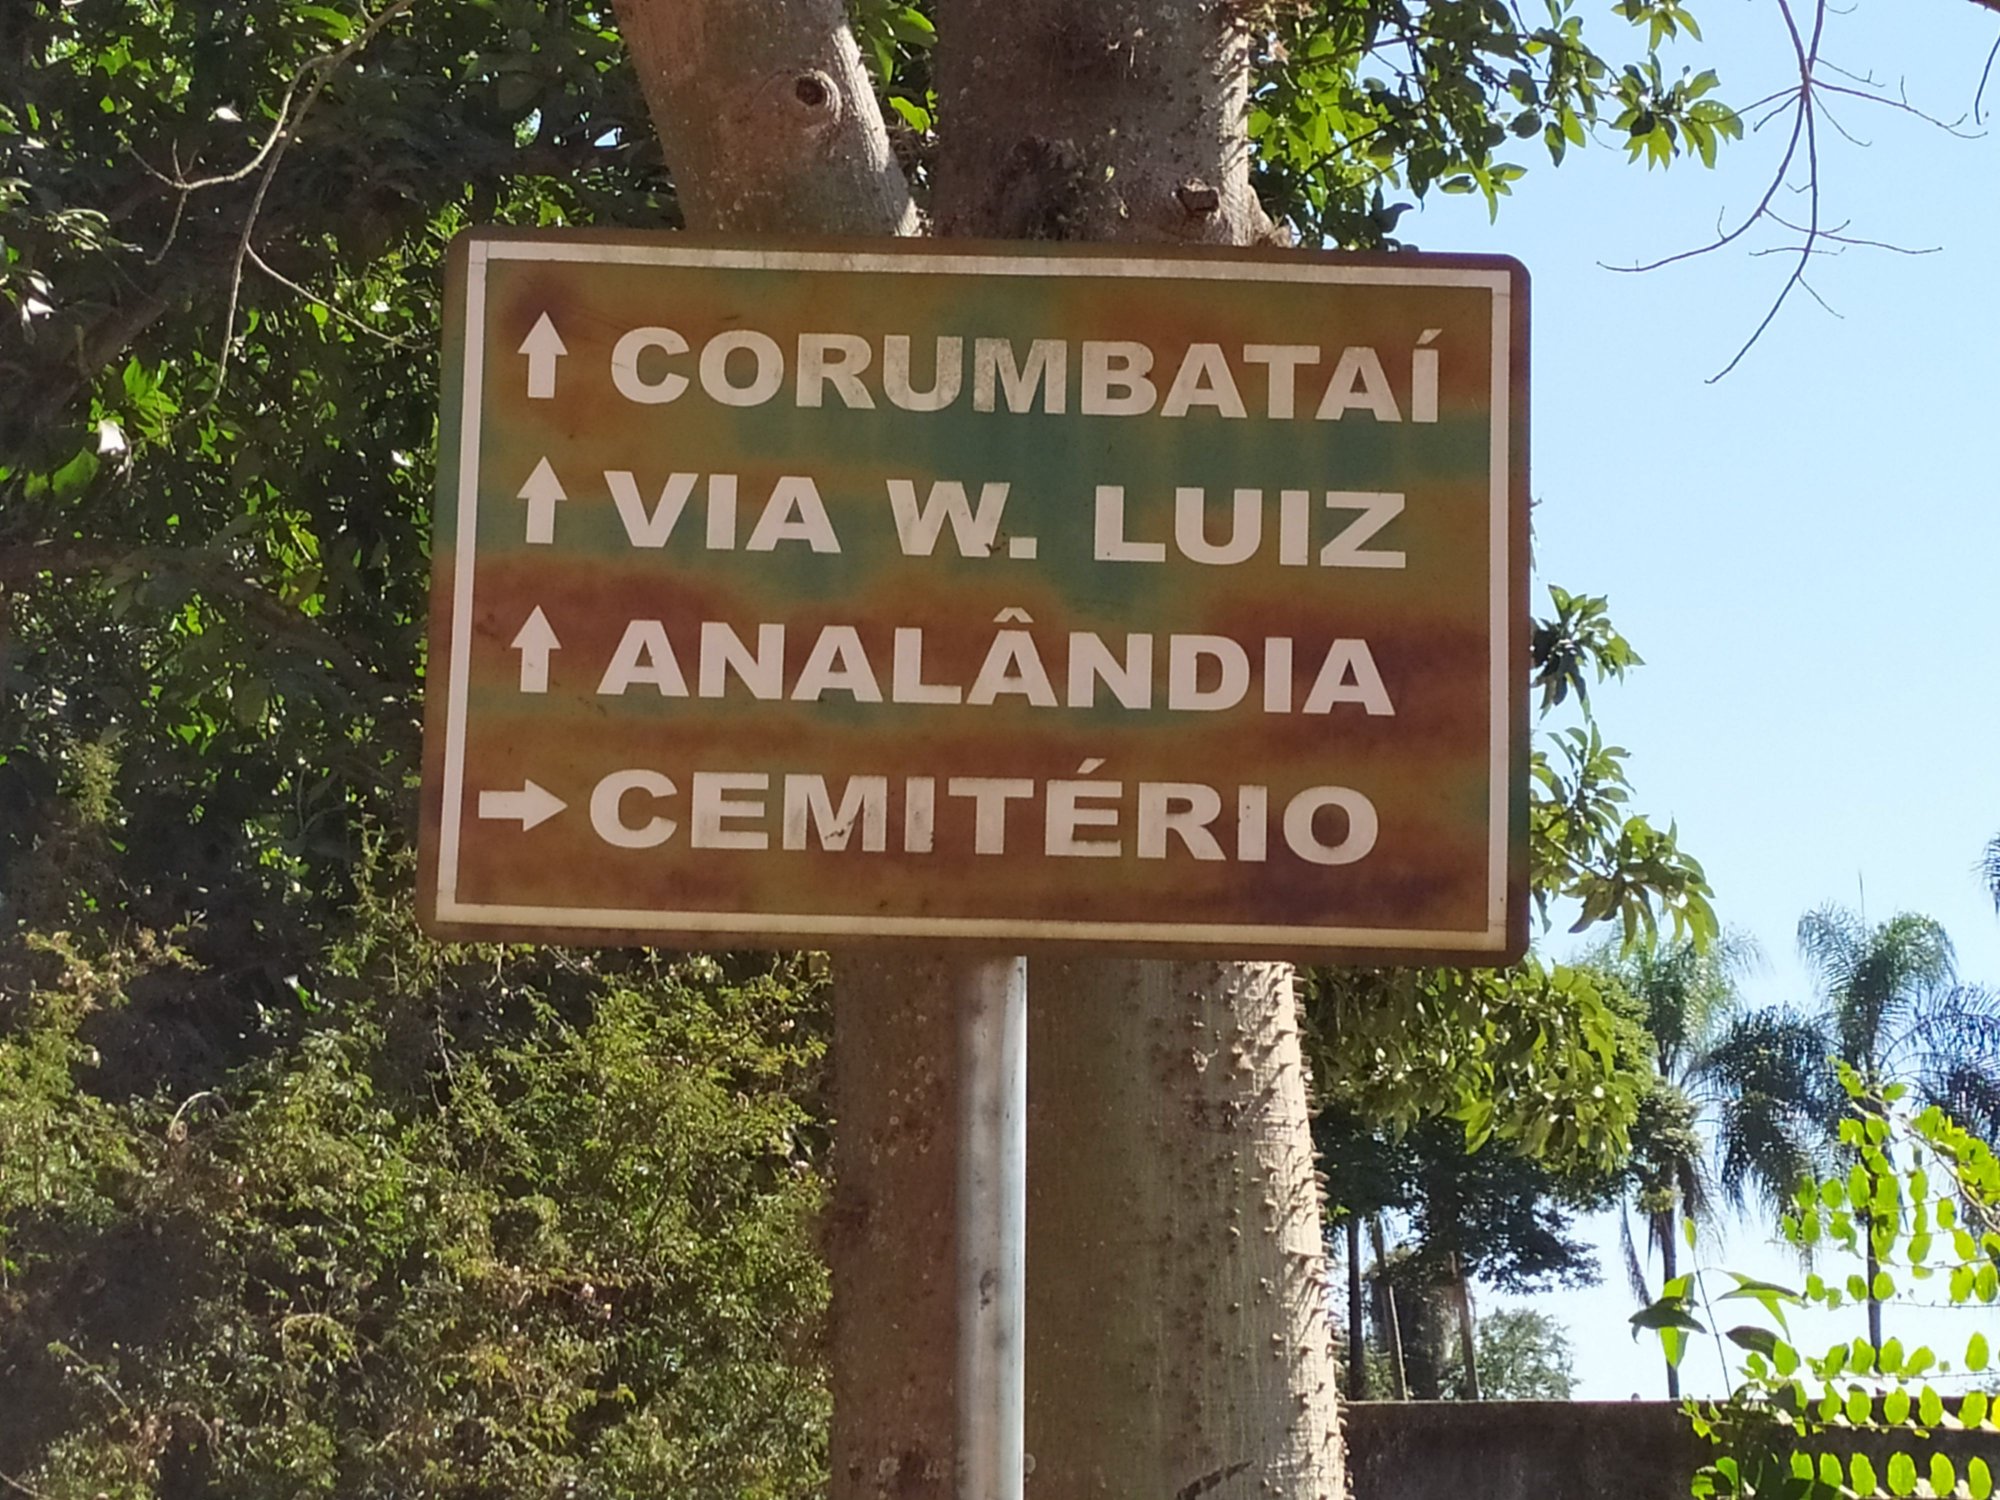 ↑ CORUMBATAÍ
↑ VIA W. LUIZ
↑ ANALÂNDIA
→ CEMITÉRIO